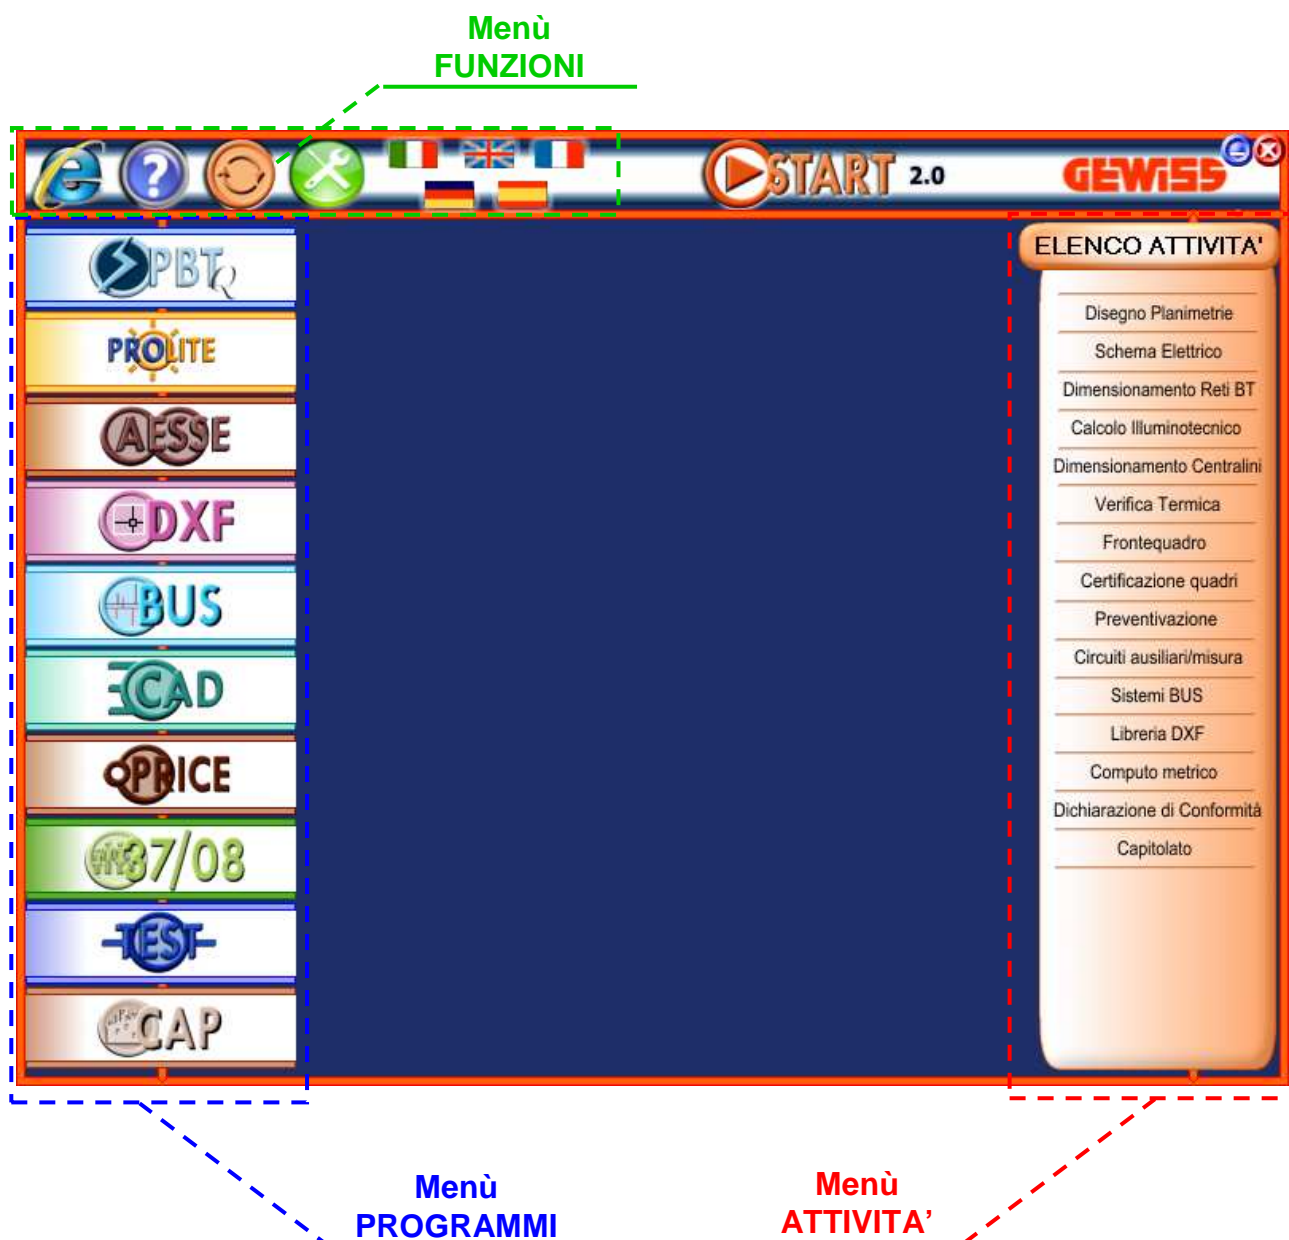 Menù
FUNZIONI
START 2.0
GEWiSS
PBTQ
PROLITE
AESSE
DXF
BUS
CAD
PRICE
37/08
TEST
CAP
ELENCO ATTIVITA'
Disegno Planimetrie
Schema Elettrico
Dimensionamento Reti BT
Calcolo Illuminotecnico
Dimensionamento Centralini
Verifica Termica
Frontequadro
Certificazione quadri
Preventivazione
Circuiti ausiliari/misura
Sistemi BUS
Libreria DXF
Computo metrico
Dichiarazione di Conformità
Capitolato
Menù
PROGRAMMI
Menù
ATTIVITA’